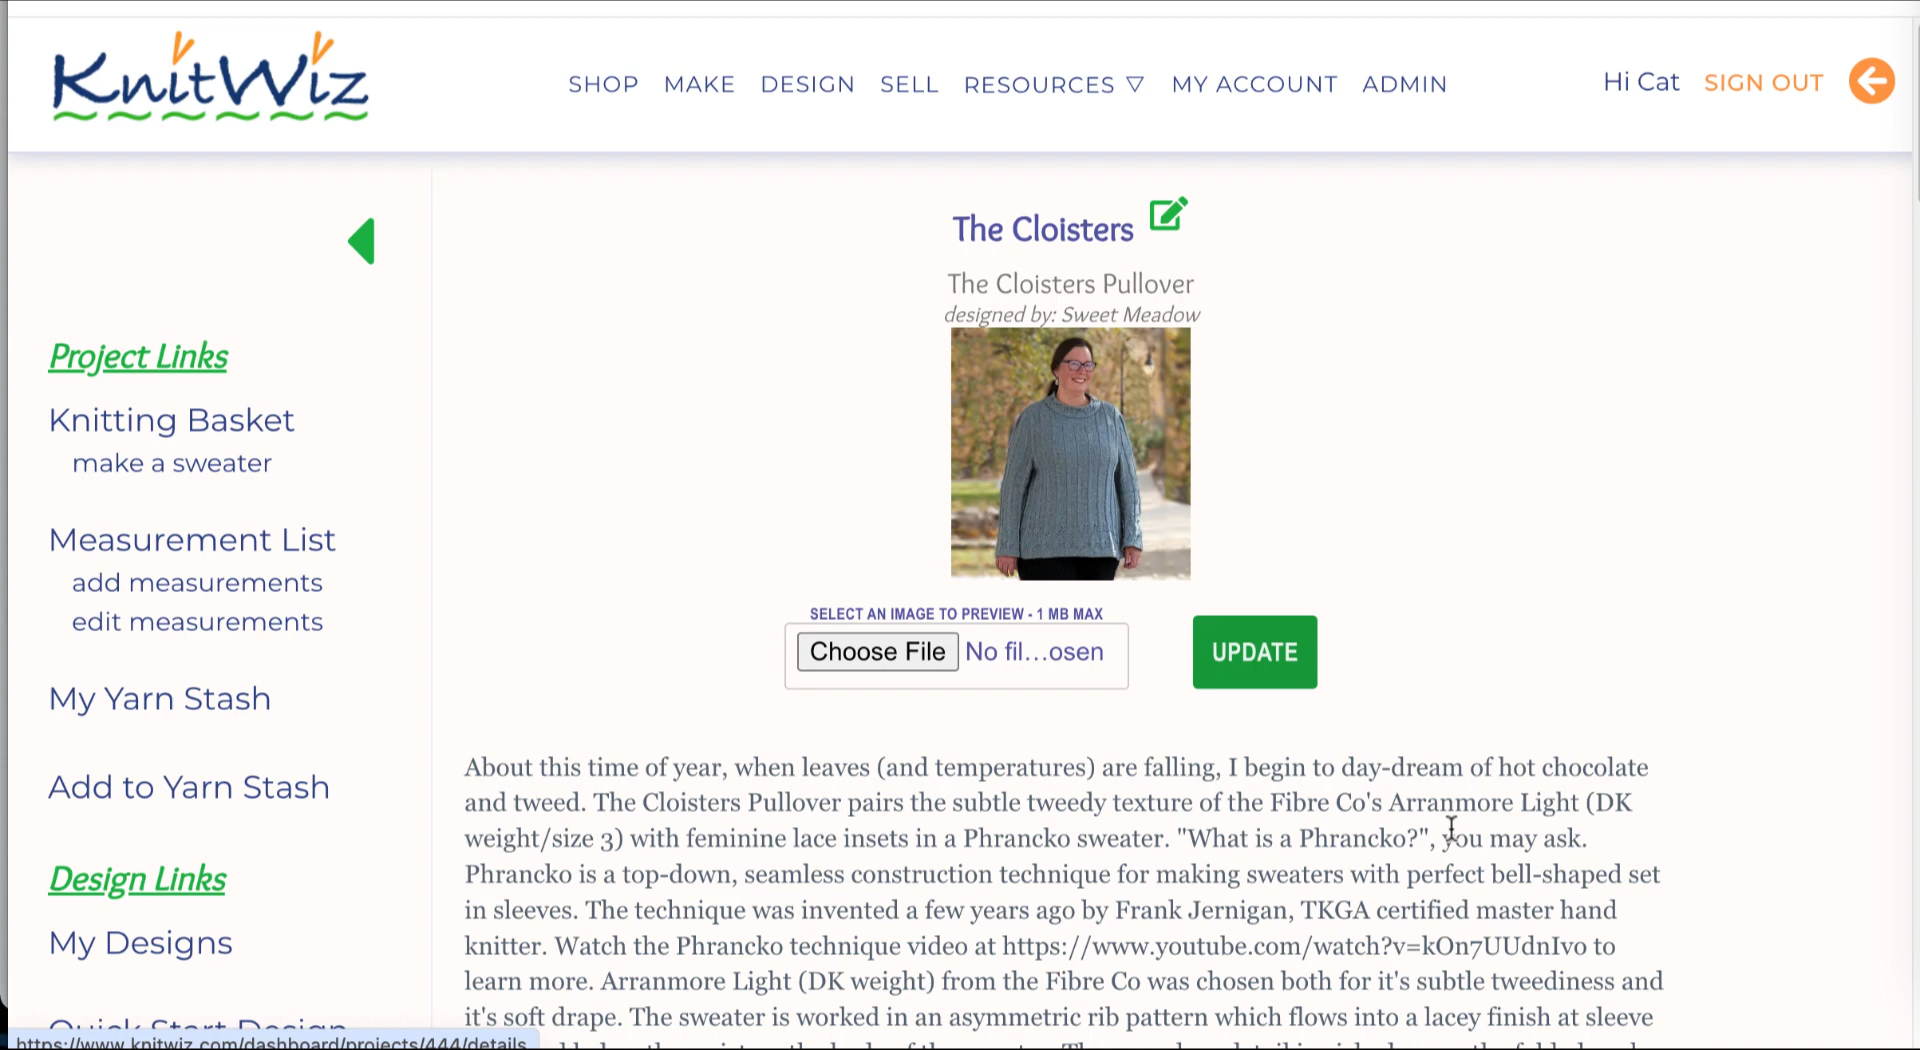 KnitWiz
SHOP MAKE DESIGN SELL RESOURCES ▽ MY ACCOUNT ADMIN
Hi Cat SIGN OUT
Project Links
Knitting Basket
make a sweater
Measurement List
add measurements
edit measurements
My Yarn Stash
Add to Yarn Stash
Design Links
My Designs
Quick Start Design
https://www.knitwiz.com/dashboard/projects/444/details
The Cloisters
The Cloisters Pullover
designed by: Sweet Meadow
SELECT AN IMAGE TO PREVIEW - 1 MB MAX
Choose File No fil...osen
UPDATE
About this time of year, when leaves (and temperatures) are falling, I begin to day-dream of hot chocolate
and tweed. The Cloisters Pullover pairs the subtle tweedy texture of the Fibre Co's Arranmore Light (DK
weight/size 3) with feminine lace insets in a Phrancko sweater. "What is a Phrancko?", you may ask.
Phrancko is a top-down, seamless construction technique for making sweaters with perfect bell-shaped set
in sleeves. The technique was invented a few years ago by Frank Jernigan, TKGA certified master hand
knitter. Watch the Phrancko technique video at https://www.youtube.com/watch?v=kOn7UUdnIvo to
learn more. Arranmore Light (DK weight) from the Fibre Co was chosen both for it's subtle tweediness and
it's soft drape. The sweater is worked in an asymmetric rib pattern which flows into a lacey finish at sleeve